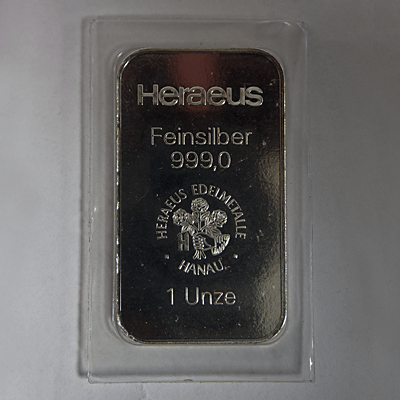 Heraeus
Feinsilber
999,0
HERAEUS EDELMETALLE
H
· HANAU ·
1 Unze